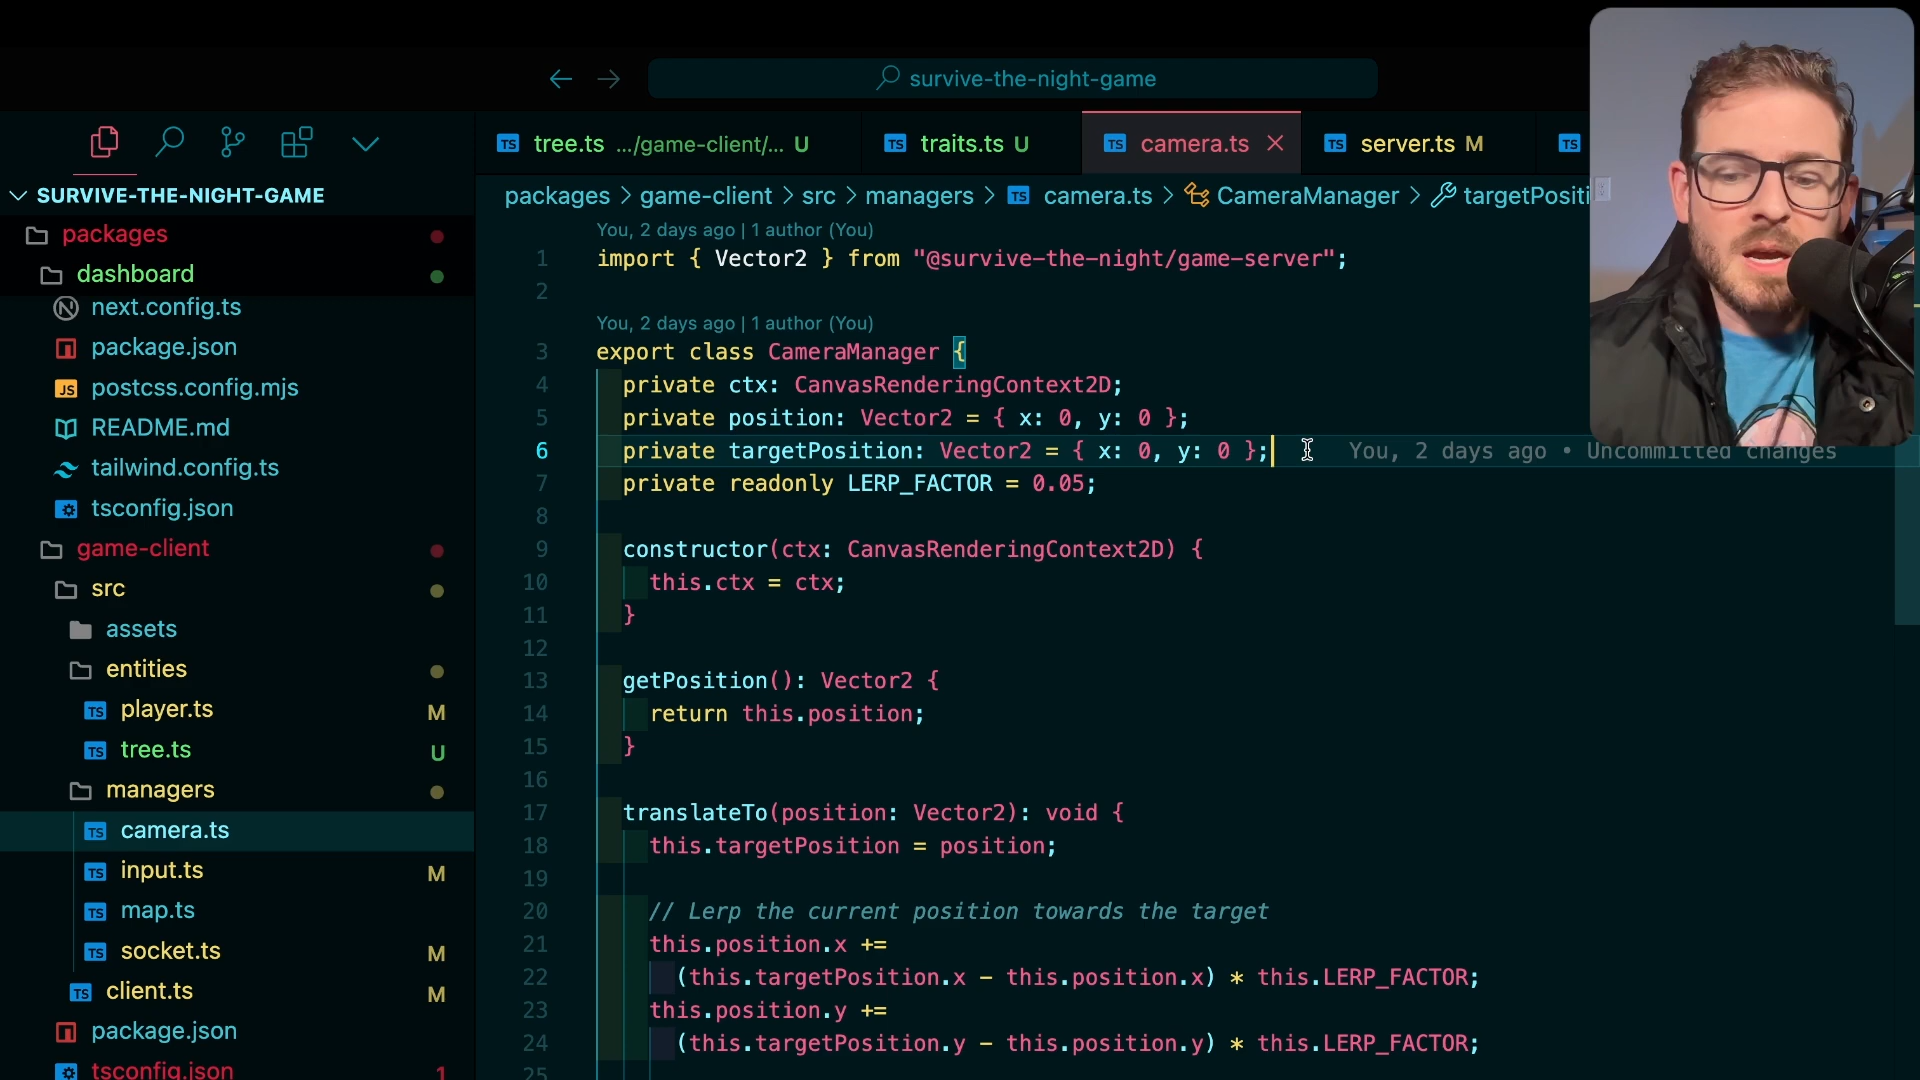 survive-the-night-game
tree.ts .../game-client/... U
traits.ts U
camera.ts
server.ts M
SURVIVE-THE-NIGHT-GAME
packages
dashboard
next.config.ts
package.json
postcss.config.mjs
README.md
tailwind.config.ts
tsconfig.json
game-client
src
assets
entities
player.ts M
tree.ts U
managers
camera.ts
input.ts M
map.ts
socket.ts M
client.ts M
package.json
tsconfig.json 1
packages > game-client > src > managers > camera.ts > CameraManager > targetPositi
You, 2 days ago | 1 author (You)
1 import { Vector2 } from "@survive-the-night/game-server";
2
You, 2 days ago | 1 author (You)
3 export class CameraManager {
4 private ctx: CanvasRenderingContext2D;
5 private position: Vector2 = { x: 0, y: 0 };
6 private targetPosition: Vector2 = { x: 0, y: 0 }; You, 2 days ago • Uncommitted changes
7 private readonly LERP_FACTOR = 0.05;
8
9 constructor(ctx: CanvasRenderingContext2D) {
10 this.ctx = ctx;
11 }
12
13 getPosition(): Vector2 {
14 return this.position;
15 }
16
17 translateTo(position: Vector2): void {
18 this.targetPosition = position;
19
20 // Lerp the current position towards the target
21 this.position.x +=
22 (this.targetPosition.x - this.position.x) * this.LERP_FACTOR;
23 this.position.y +=
24 (this.targetPosition.y - this.position.y) * this.LERP_FACTOR;
25